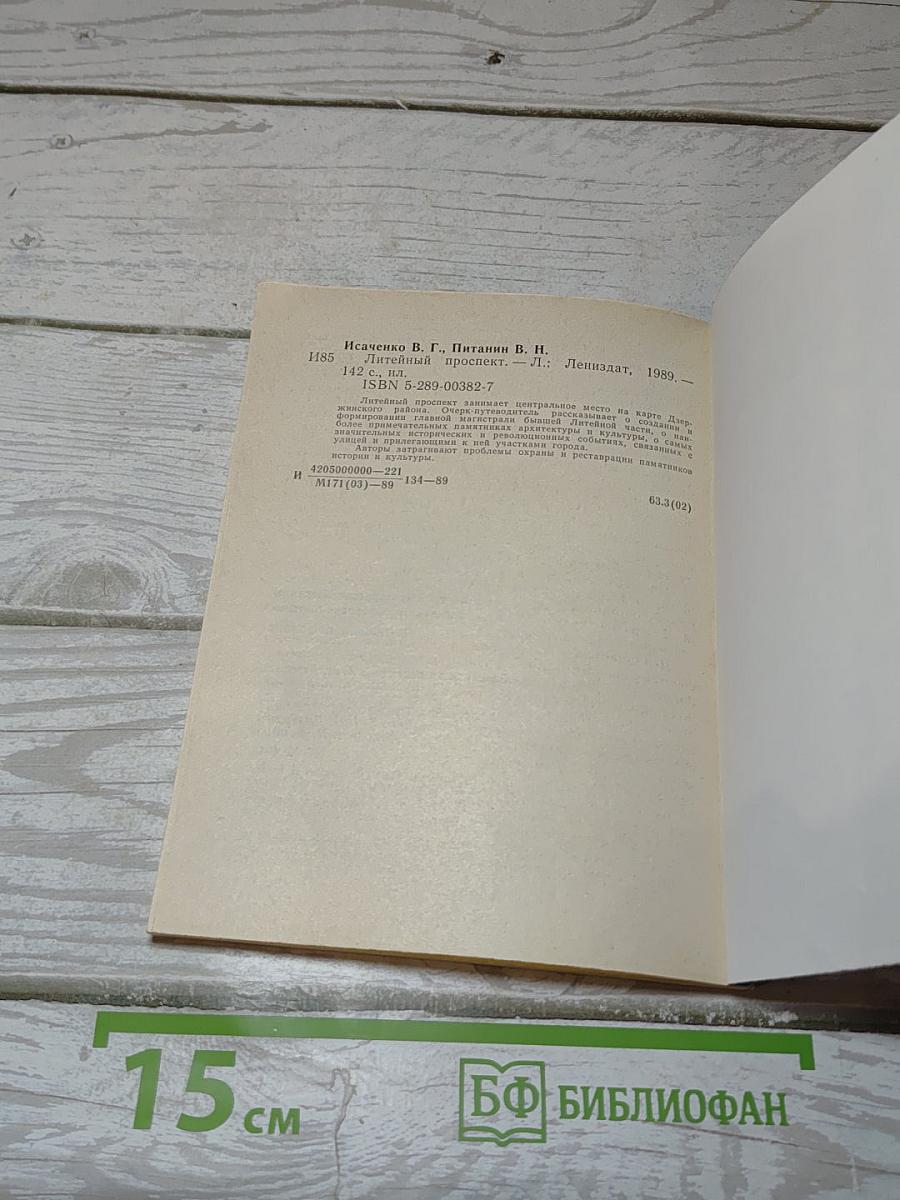 Исаченко В. Г., Питанин В. Н.
И85 Литейный проспект. — Л.: Лениздат, 1989. —
142 с., ил.
ISBN 5-289-00382-7
Литейный проспект занимает центральное место на карте Дзер-
жинского района. Очерк-путеводитель рассказывает о создании и
формировании главной магистрали бывшей Литейной части, о наи-
более примечательных памятниках архитектуры и культуры, о самых
значительных исторических и революционных событиях, связанных с
улицей и прилегающими к ней участками города.
Авторы затрагивают проблемы охраны и реставрации памятников
истории и культуры.
И 4205000000—221
М171(03)—89 134—89
63.3(02)
15 см
БФ БИБЛИОФАН